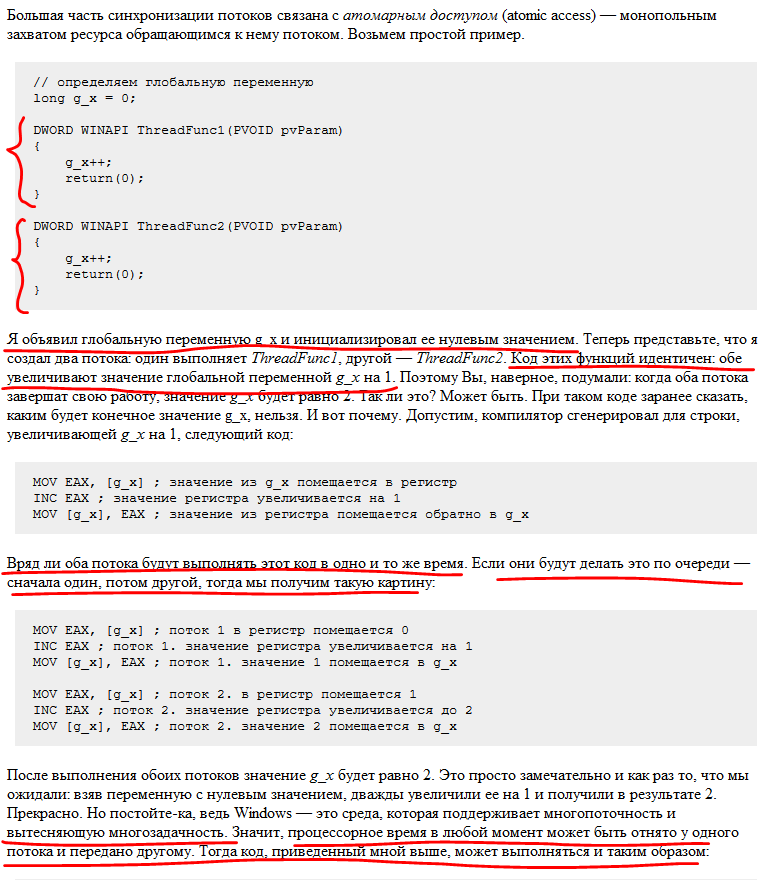 Большая часть синхронизации потоков связана с атомарным доступом (atomic access) — монопольным
захватом ресурса обращающимся к нему потоком. Возьмем простой пример.
// определяем глобальную переменную
long g_x = 0;
DWORD WINAPI ThreadFunc1(PVOID pvParam)
{
g_x++;
return(0);
}
DWORD WINAPI ThreadFunc2(PVOID pvParam)
{
g_x++;
return(0);
}
Я объявил глобальную переменную g_x и инициализировал ее нулевым значением. Теперь представьте, что я
создал два потока: один выполняет ThreadFunc1, другой — ThreadFunc2. Код этих функций идентичен: обе
увеличивают значение глобальной переменной g_x на 1. Поэтому Вы, наверное, подумали: когда оба потока
завершат свою работу, значение g_x будет равно 2. Так ли это? Может быть. При таком коде заранее сказать,
каким будет конечное значение g_x, нельзя. И вот почему. Допустим, компилятор сгенерировал для строки,
увеличивающей g_x на 1, следующий код:
MOV EAX, [g_x] ; значение из g_x помещается в регистр
INC EAX ; значение регистра увеличивается на 1
MOV [g_x], EAX ; значение из регистра помещается обратно в g_x
Вряд ли оба потока будут выполнять этот код в одно и то же время. Если они будут делать это по очереди —
сначала один, потом другой, тогда мы получим такую картину:
MOV EAX, [g_x] ; поток 1 в регистр помещается 0
INC EAX ; поток 1. значение регистра увеличивается на 1
MOV [g_x], EAX ; поток 1. значение 1 помещается в g_x
MOV EAX, [g_x] ; поток 2. в регистр помещается 1
INC EAX ; поток 2. значение регистра увеличивается до 2
MOV [g_x], EAX ; поток 2. значение 2 помещается в g_x
После выполнения обоих потоков значение g_x будет равно 2. Это просто замечательно и как раз то, что мы
ожидали: взяв переменную с нулевым значением, дважды увеличили ее на 1 и получили в результате 2.
Прекрасно. Но постойте-ка, ведь Windows — это среда, которая поддерживает многопоточность и
вытесняющую многозадачность. Значит, процессорное время в любой момент может быть отнято у одного
потока и передано другому. Тогда код, приведенный мной выше, может выполняться и таким образом: